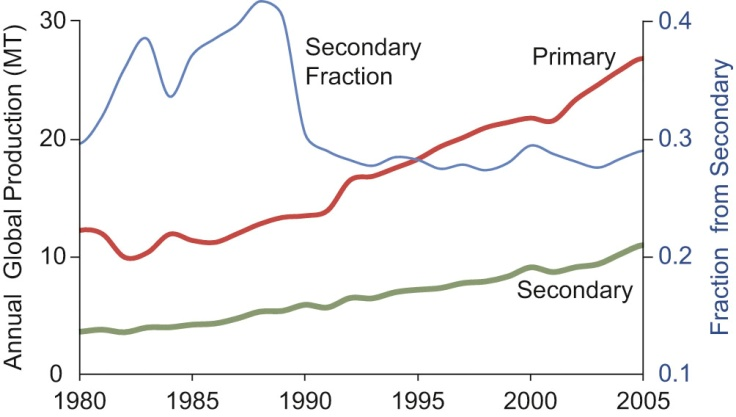 Annual Global Production (MT)
30
20
10
0
Secondary
Fraction
Primary
Secondary
0.4
0.3
0.2
0.1
Fraction from Secondary
1980
1985
1990
1995
2000
2005